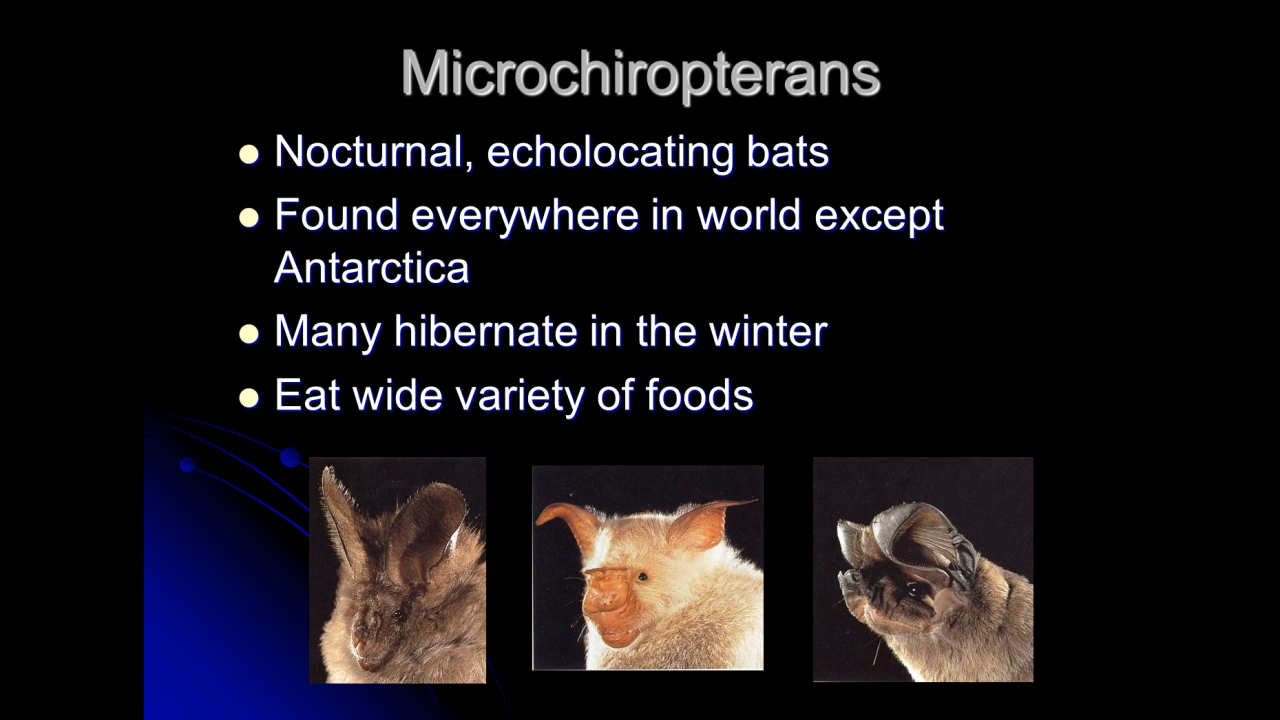 Microchiropterans
Nocturnal, echolocating bats
Found everywhere in world except
Antarctica
Many hibernate in the winter
Eat wide variety of foods